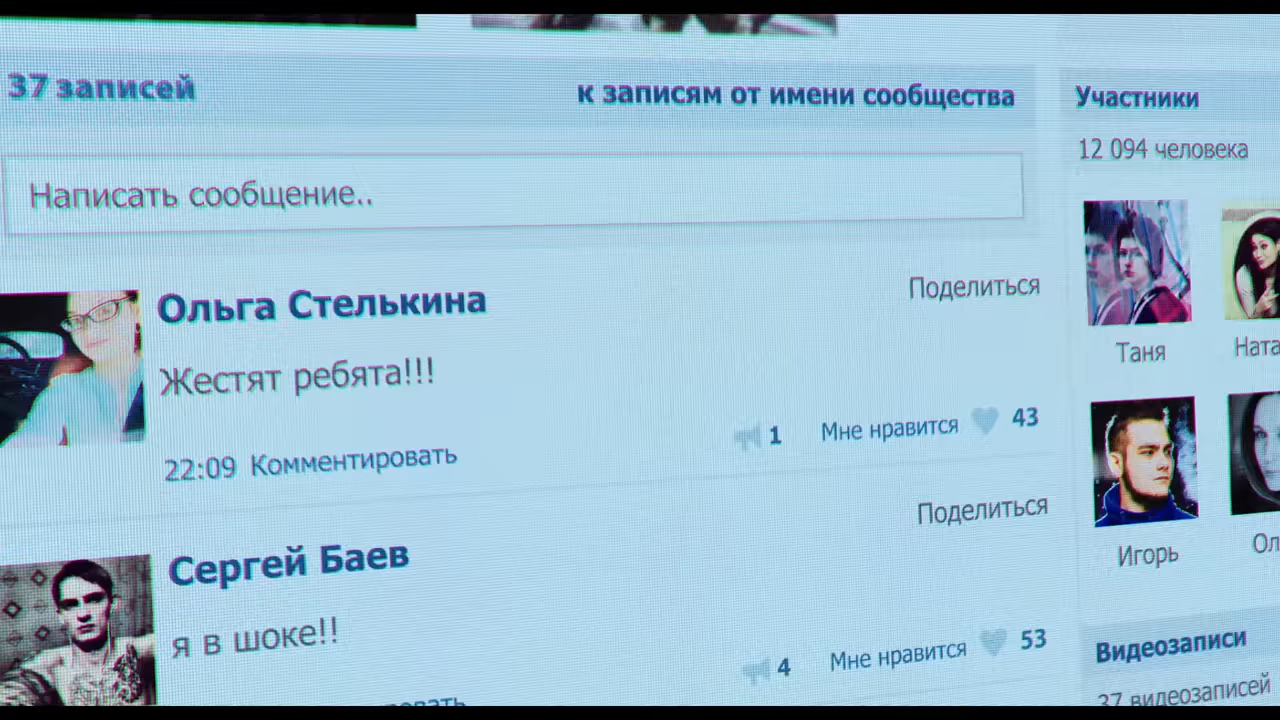 37 записей
к записям от имени сообщества
Написать сообщение..
Ольга Стелькина
Поделиться
Жестят ребята!!!
22:09 Комментировать
1 Мне нравится 43
Сергей Баев
Поделиться
я в шоке!!
4 Мне нравится 53
Участники
12 094 человека
Таня
Игорь
Видеозаписи
37 видеозаписей